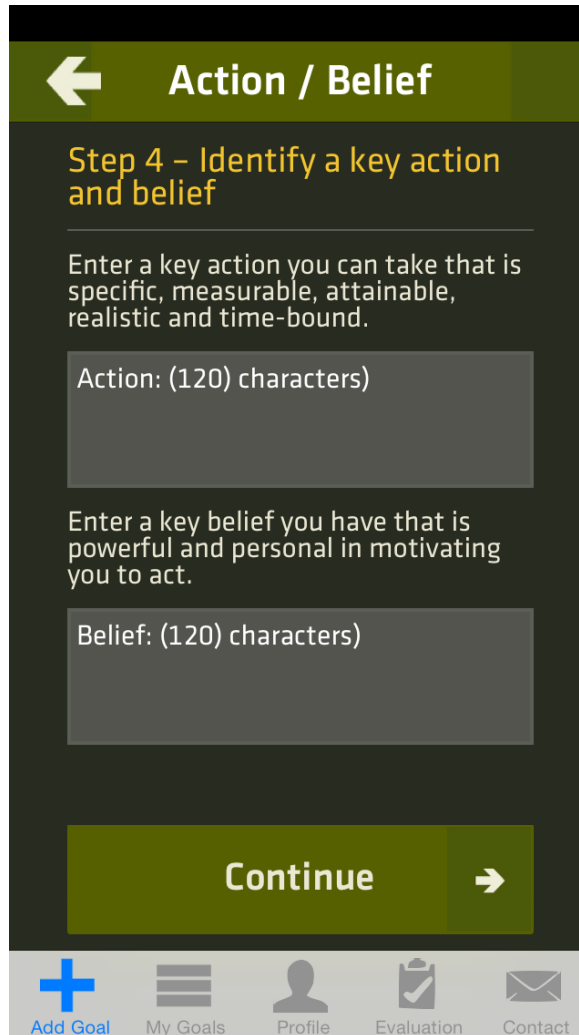 Action / Belief
Step 4 – Identify a key action
and belief
Enter a key action you can take that is
specific, measurable, attainable,
realistic and time-bound.
Action: (120) characters)
Enter a key belief you have that is
powerful and personal in motivating
you to act.
Belief: (120) characters)
Continue
Add Goal My Goals Profile Evaluation Contact